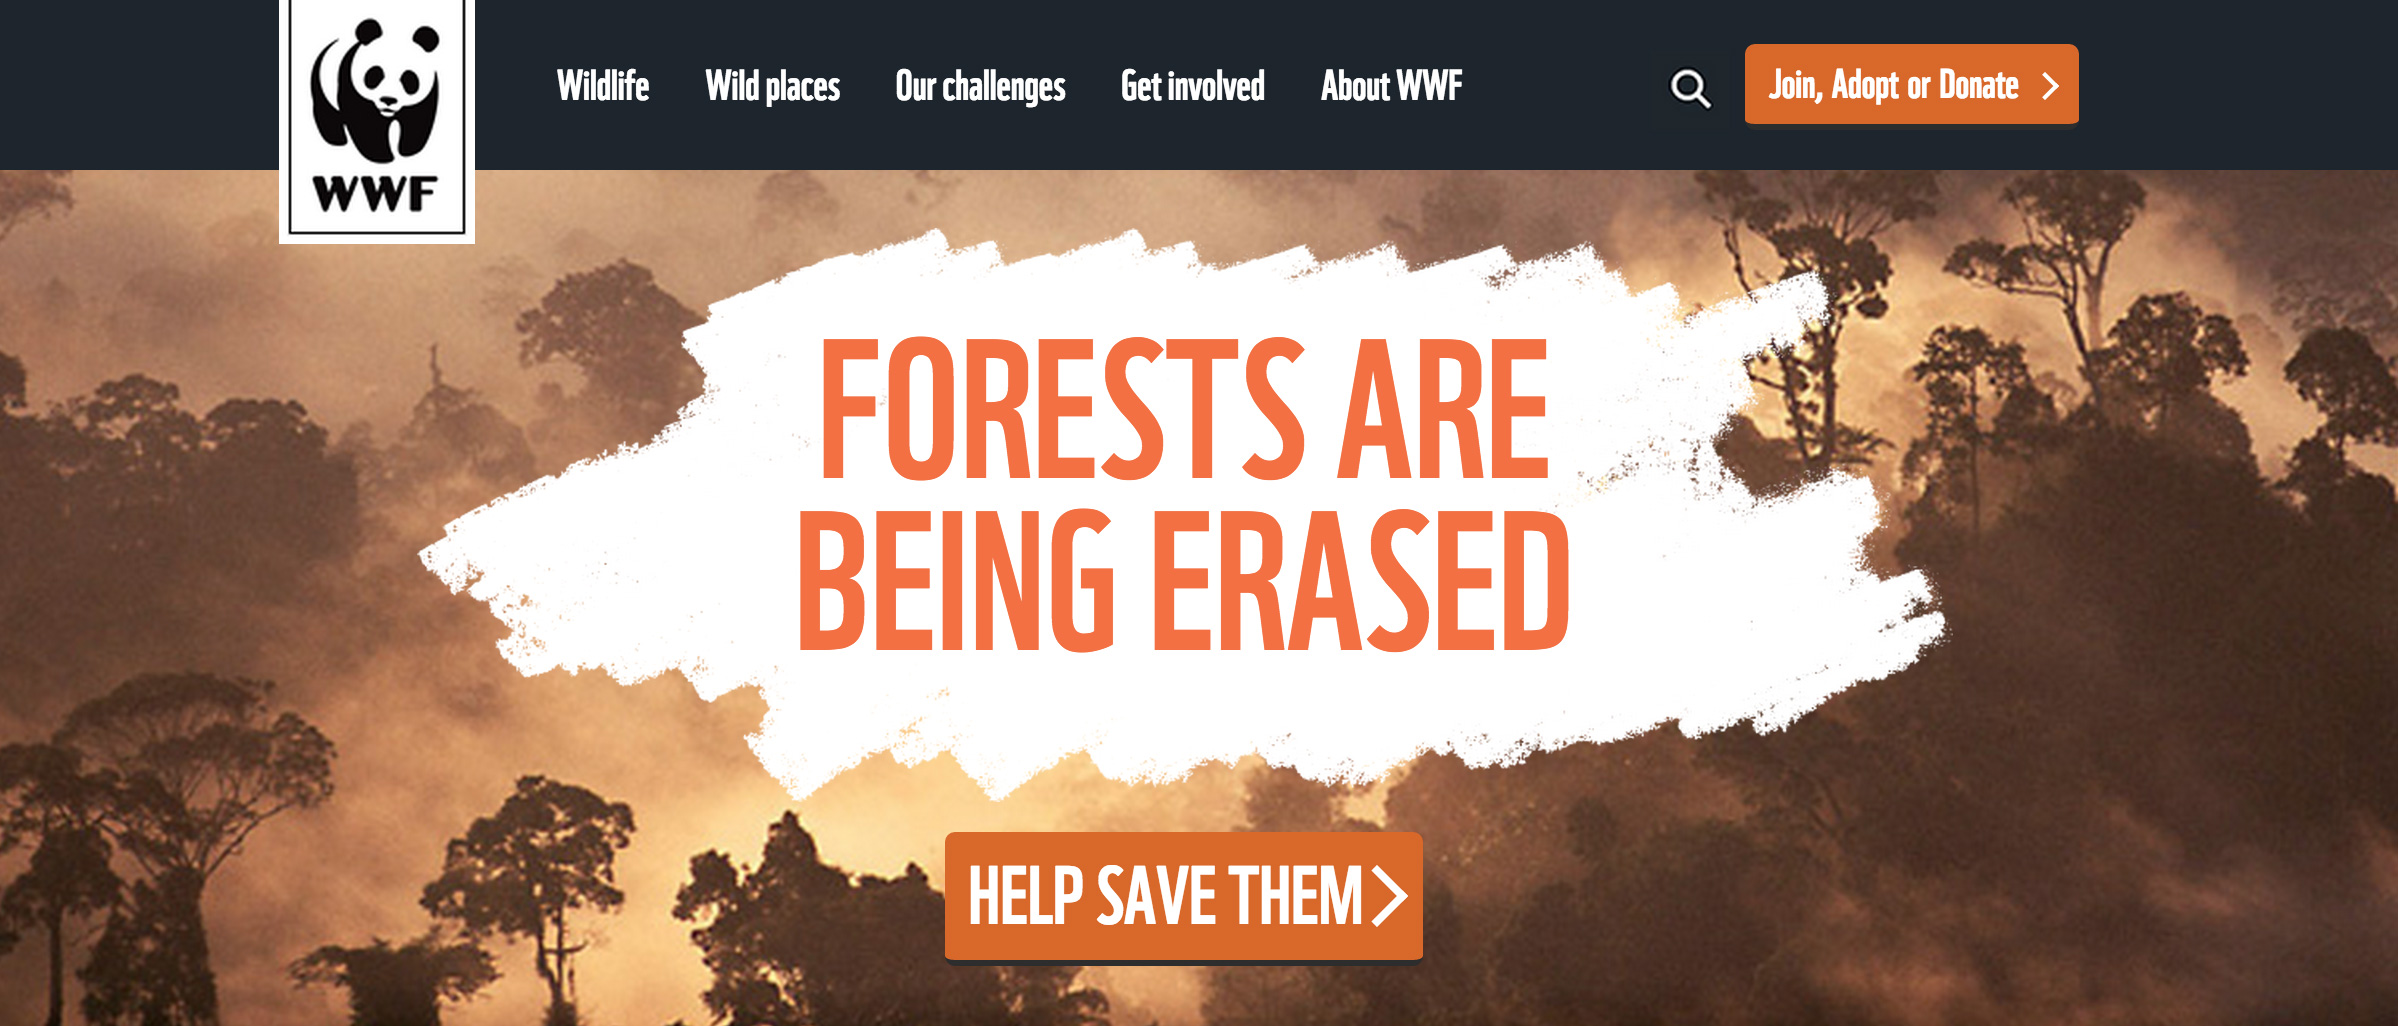 WWF
Wildlife
Wild places
Our challenges
Get involved
About WWF
Join, Adopt or Donate
FORESTS ARE
BEING ERASED
HELP SAVE THEM